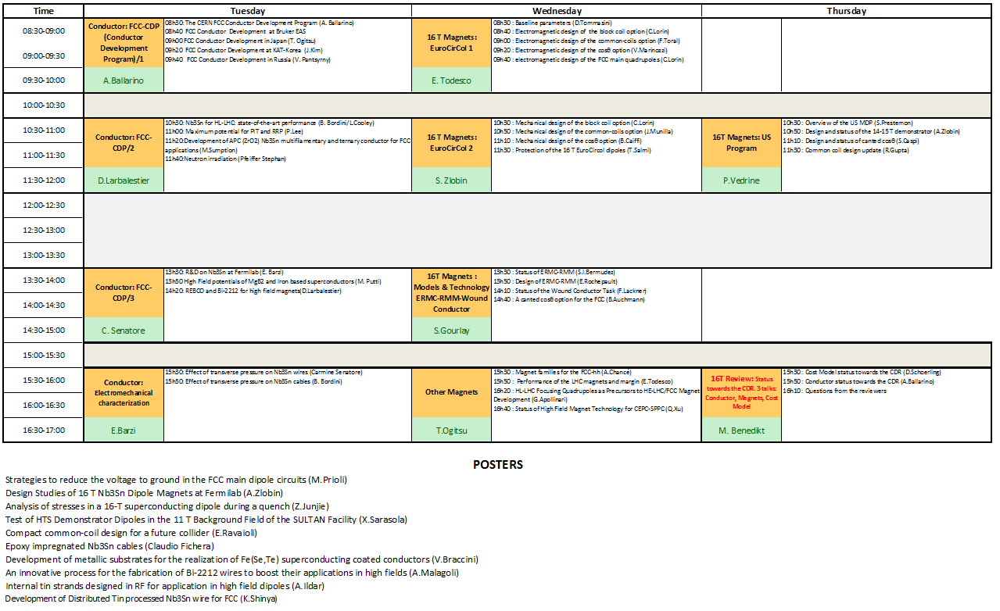 Time
Tuesday
Wednesday
Thursday
08:30-09:00
09:00-09:30
09:30-10:00
Conductor: FCC-CDP
(Conductor
Development
Program)/1
A.Ballarino
08h30: The CERN FCC Conductor Development Program (A. Ballarino)
08h40 FCC Conductor Development at Bruker EAS
09h00 FCC Conductor Development in Japan (T. Ogitsu)
09h20 FCC Conductor Development at KAT-Korea (J.Kim)
09h40 FCC Conductor Development in Russia (V. Pantsyrny)
16 T Magnets:
EuroCirCol 1
E. Todesco
08h30 : Baseline parameters (D.Tommasini)
08h40 : Electromagnetic design of the block coil option (C.Lorin)
09h00 : Electromagnetic design of the common-coils option (F.Toral)
09h20 : Electromagnetic design of the cosθ option (V.Marinozzi)
09h40 : electromagnetic design of the FCC main quadrupoles (C.Lorin)
10:00-10:30
10:30-11:00
11:00-11:30
11:30-12:00
Conductor: FCC-
CDP/2
D.Larbalestier
10h30: Nb3Sn for HL-LHC: state-of-the-art performance (B. Bordini/L.Cooley)
11h00: Maximum potential for PIT and RRP (P.Lee)
11h20:Development of APC (ZrO2) Nb3Sn multifilamentary and ternary conductor for FCC
applications (M.Sumption)
11h40:Neutron irradiation (Pfeiffer Stephan)
16 T Magnets:
EuroCirCol 2
S. Zlobin
10h30 : Mechanical design of the block coil option (C.Lorin)
10h50 : Mechanical design of the common-coils option (J.Munilla)
11h10 : Mechanical design of the cosθ option (B.Caiffi)
11h30 : Protection of the 16 T EuroCircol dipoles (T.Salmi)
16T Magnets: US
Program
P.Vedrine
10h30 : Overview of the US MDP (S.Prestemon)
10h50 : Design and status of the 14-15 T demonstrator (A.Zlobin)
11h10 : Design and status of canted cosθ (S.Caspi)
11h30 : Common coil design update (R.Gupta)
12:00-12:30
12:30-13:00
13:00-13:30
13:30-14:00
14:00-14:30
14:30-15:00
Conductor: FCC-
CDP/3
C. Senatore
13h30: R&D on Nb3Sn at Fermilab (E. Barzi)
13h50 High Field potentials of MgB2 and Iron based superconductors (M. Putti)
14h20: REBCO and Bi-2212 for high field magnets(D.Larbalestier)
16T Magnets :
Models & Technology
ERMC-RMM-Wound
Conductor
S.Gourlay
13h30 : Status of ERMC-RMM (S.I.Bermudez)
13h50 : Design of ERMC-RMM (E.Rochepault)
14h10 : Status of the Wound Conductor Task (F.Lackner)
14h40 : A canted cosθ option for the FCC (B.Auchmann)
15:00-15:30
15:30-16:00
16:00-16:30
16:30-17:00
Conductor:
Electromechanical
characterization
E.Barzi
15h30: Effect of transverse pressure on Nb3Sn wires (Carmine Senatore)
15h50: Effect of transverse pressure on Nb3Sn cables (B. Bordini)
Other Magnets
T.Ogitsu
15h30 : Magnet families for the FCC-hh (A.Chancé)
15h50 : Performance of the LHC magnets and margin (E.Todesco)
16h20 : HL-LHC Focusing Quadrupoles as Precursors to HE-LHC/FCC Magnet
Development (G.Apollinari)
16h40 : Status of High Field Magnet Technology for CEPC-SPPC (Q.Xu)
16T Review: Status
towards the CDR. 3 talks:
Conductor, Magnets, Cost
Model
M. Benedikt
15h30 : Cost Model status towards the CDR (D.Schoerling)
15h50 : Conductor status towards the CDR (A.Ballarino)
16h10 : Questions from the reviewers
POSTERS
Strategies to reduce the voltage to ground in the FCC main dipole circuits (M.Prioli)
Design Studies of 16 T Nb3Sn Dipole Magnets at Fermilab (A.Zlobin)
Analysis of stresses in a 16-T superconducting dipole during a quench (Z.Junjie)
Test of HTS Demonstrator Dipoles in the 11 T Background Field of the SULTAN Facility (X.Sarasola)
Compact common-coil design for a future collider (E.Ravaioli)
Epoxy impregnated Nb3Sn cables (Claudio Fichera)
Development of metallic substrates for the realization of Fe(Se,Te) superconducting coated conductors (V.Braccini)
An innovative process for the fabrication of Bi-2212 wires to boost their applications in high fields (A.Malagoli)
Internal tin strands designed in RF for application in high field dipoles (A.Ildar)
Development of Distributed Tin processed Nb3Sn wire for FCC (K.Shinya)